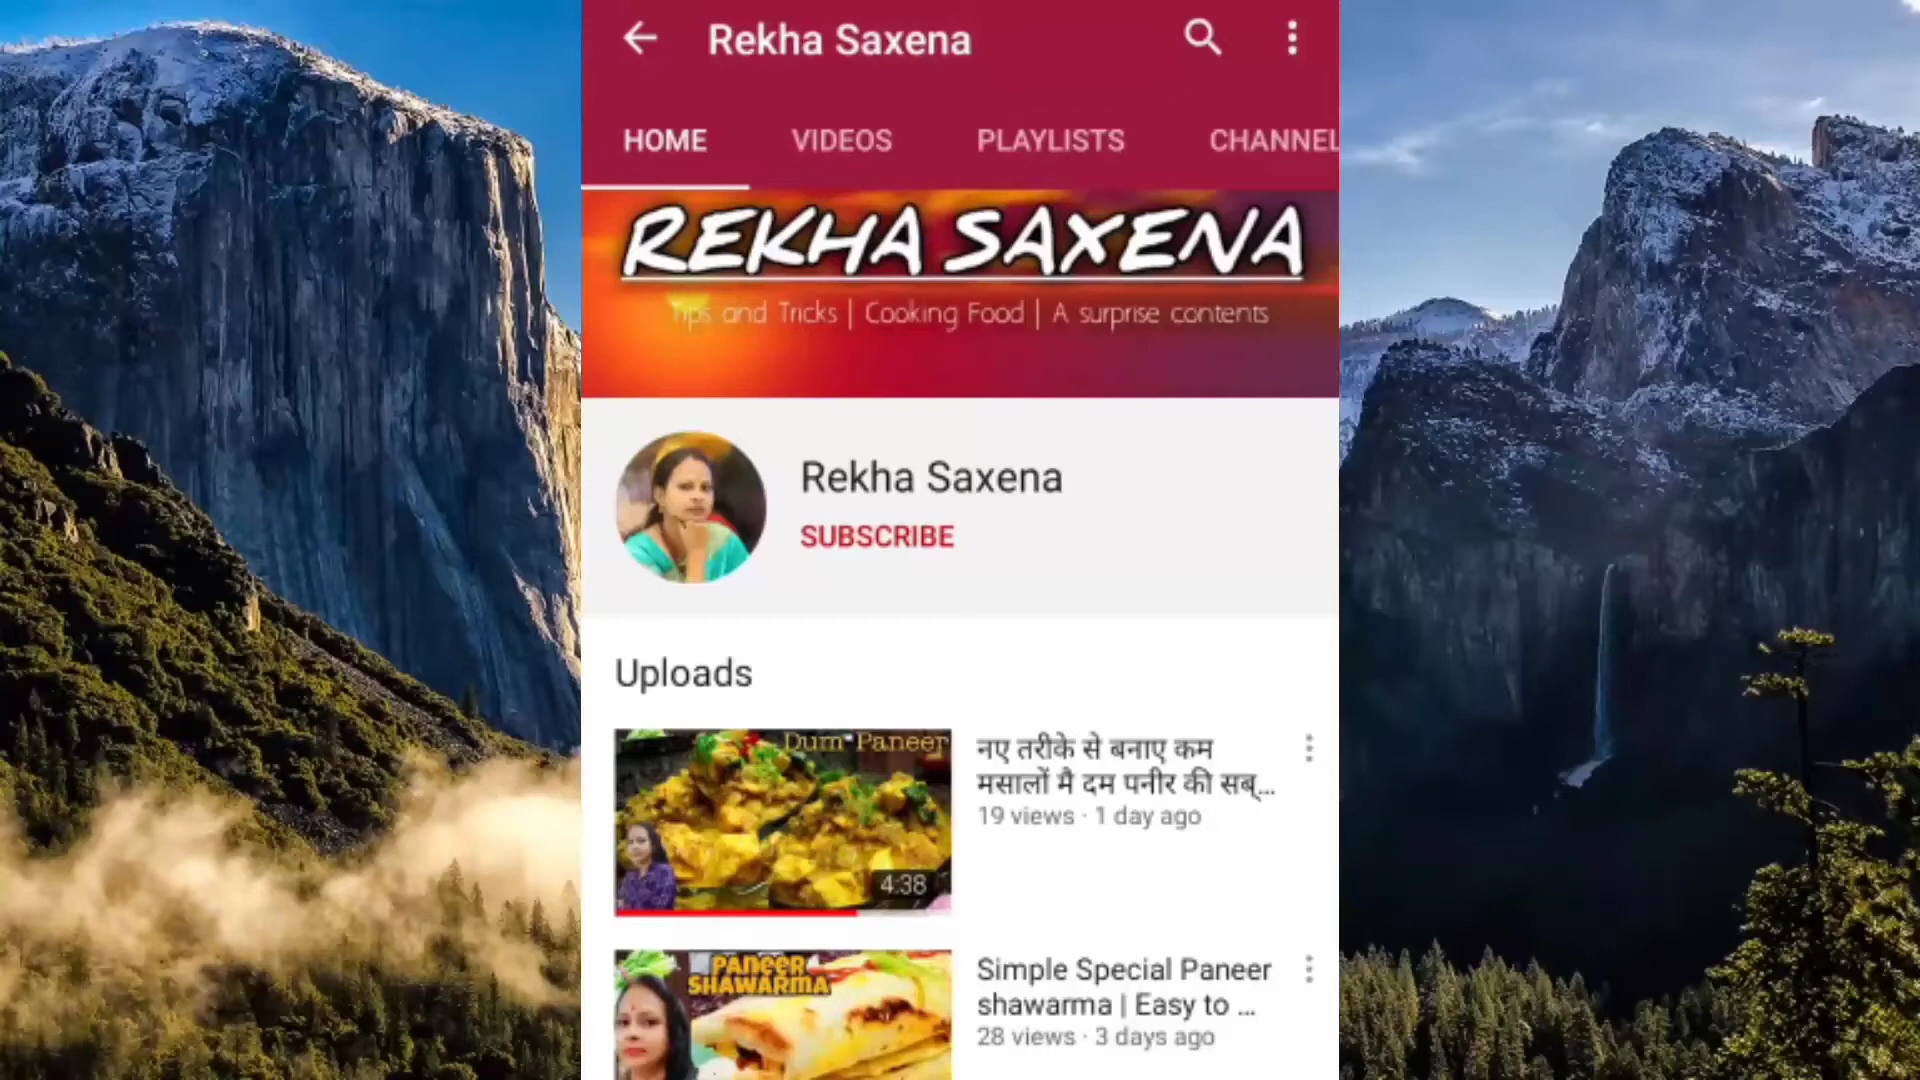 Rekha Saxena
HOME VIDEOS PLAYLISTS CHANNEL
REKHA SAXENA
Tips and Tricks | Cooking Food | A surprise contents
Rekha Saxena
SUBSCRIBE
Uploads
Dum Paneer
4:38
नए तरीके से बनाए कम
मसालों मै दम पनीर की सब्...
19 views · 1 day ago
PANEER
SHAWARMA
Simple Special Paneer
shawarma | Easy to ...
28 views · 3 days ago